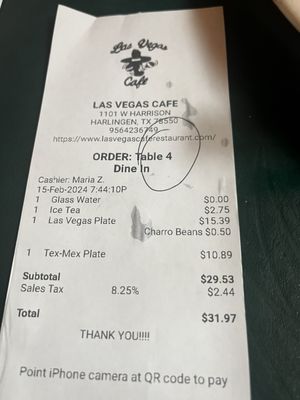 Las Vegas
Cafe
LAS VEGAS CAFE
1101 W HARRISON
HARLINGEN, TX 78550
9564236749
https://www.lasvegascaferestaurant.com/
ORDER: Table 4
Dine In
Cashier: Maria Z.
15-Feb-2024 7:44:10P
1 Glass Water $0.00
1 Ice Tea $2.75
1 Las Vegas Plate $15.39
Charro Beans $0.50
1 Tex-Mex Plate $10.89
Subtotal $29.53
Sales Tax 8.25% $2.44
Total $31.97
THANK YOU!!!!
Point iPhone camera at QR code to pay